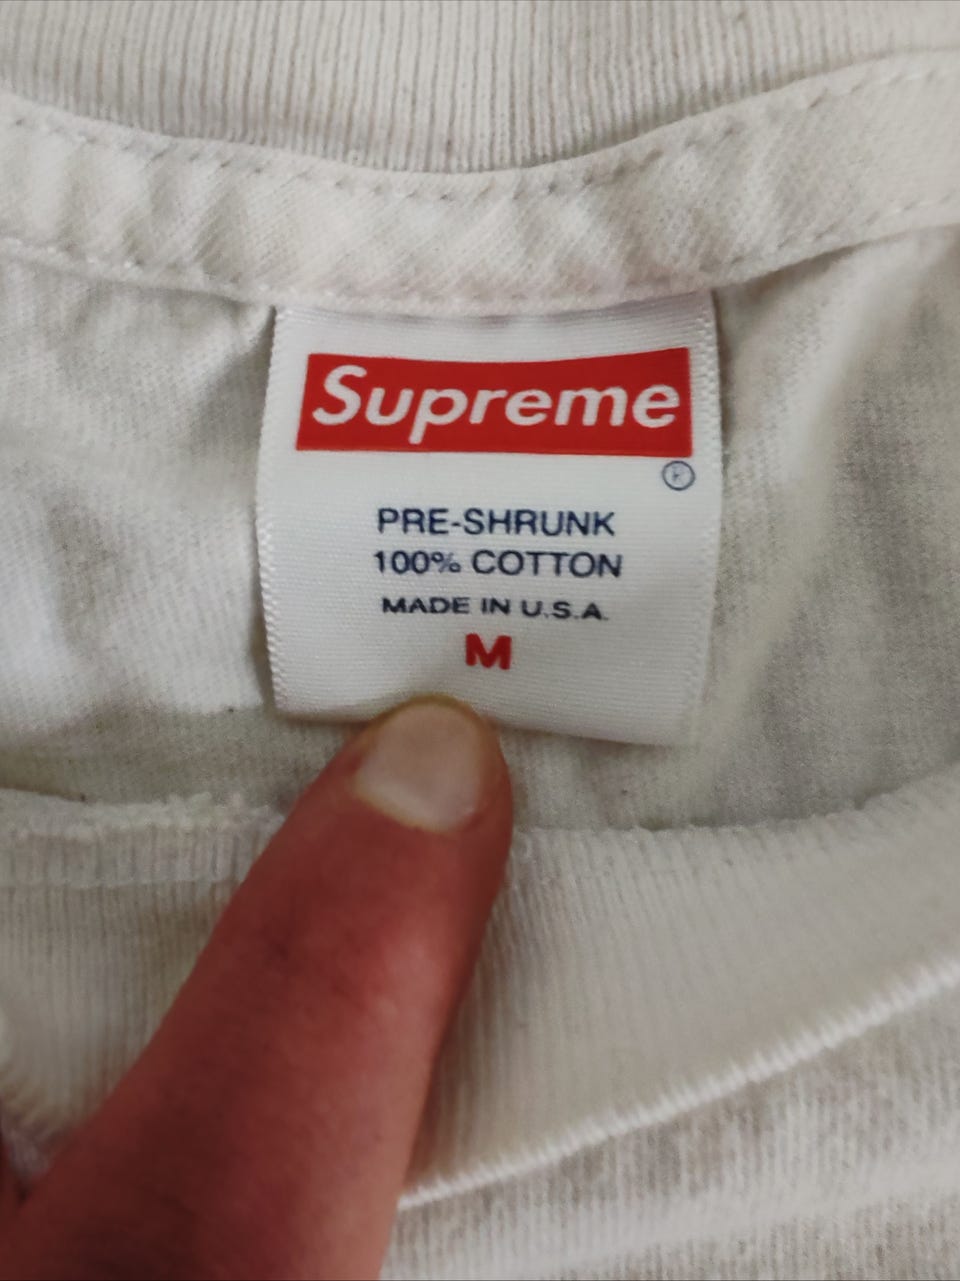 Supreme
®
PRE-SHRUNK
100% COTTON
MADE IN U.S.A.
M